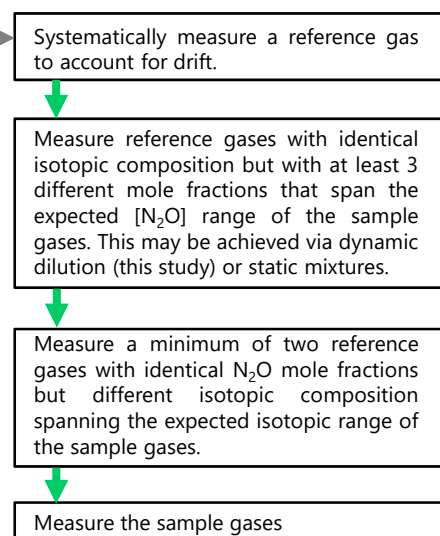 Systematically measure a reference gas
to account for drift.
Measure reference gases with identical
isotopic composition but with at least 3
different mole fractions that span the
expected [N₂O] range of the sample
gases. This may be achieved via dynamic
dilution (this study) or static mixtures.
Measure a minimum of two reference
gases with identical N₂O mole fractions
but different isotopic composition
spanning the expected isotopic range of
the sample gases.
Measure the sample gases